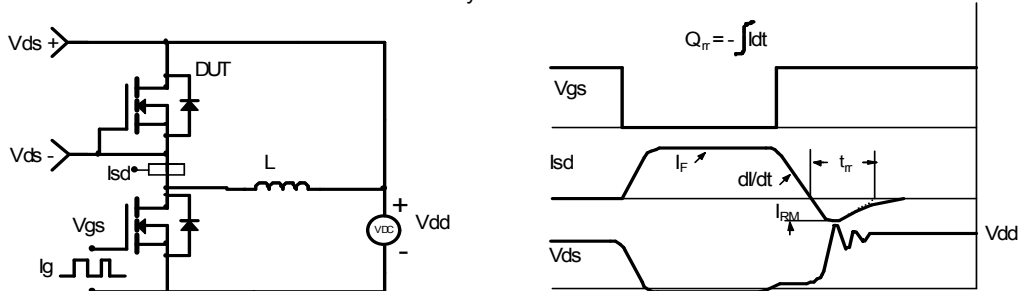 Vds +
DUT
Vds -
Isd
L
Vgs
Ig
+
VDC
-
Vdd
Qrr = - ∫ Idt
Vgs
Isd
IF
dI/dt
trr
IRM
Vds
Vdd